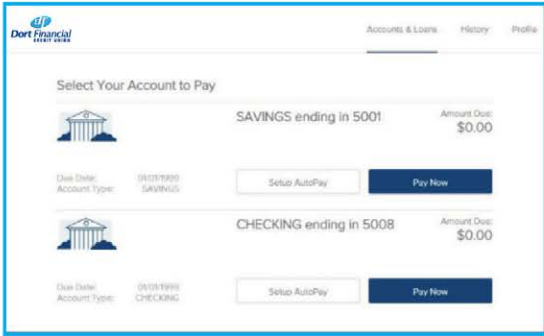 Dort Financial
CREDIT UNION
Accounts & Loans History Profile
Select Your Account to Pay
SAVINGS ending in 5001
Amount Due:
$0.00
Due Date: 01/01/1999
Account Type: SAVINGS
Setup AutoPay
Pay Now
CHECKING ending in 5008
Amount Due:
$0.00
Due Date: 01/01/1999
Account Type: CHECKING
Setup AutoPay
Pay Now